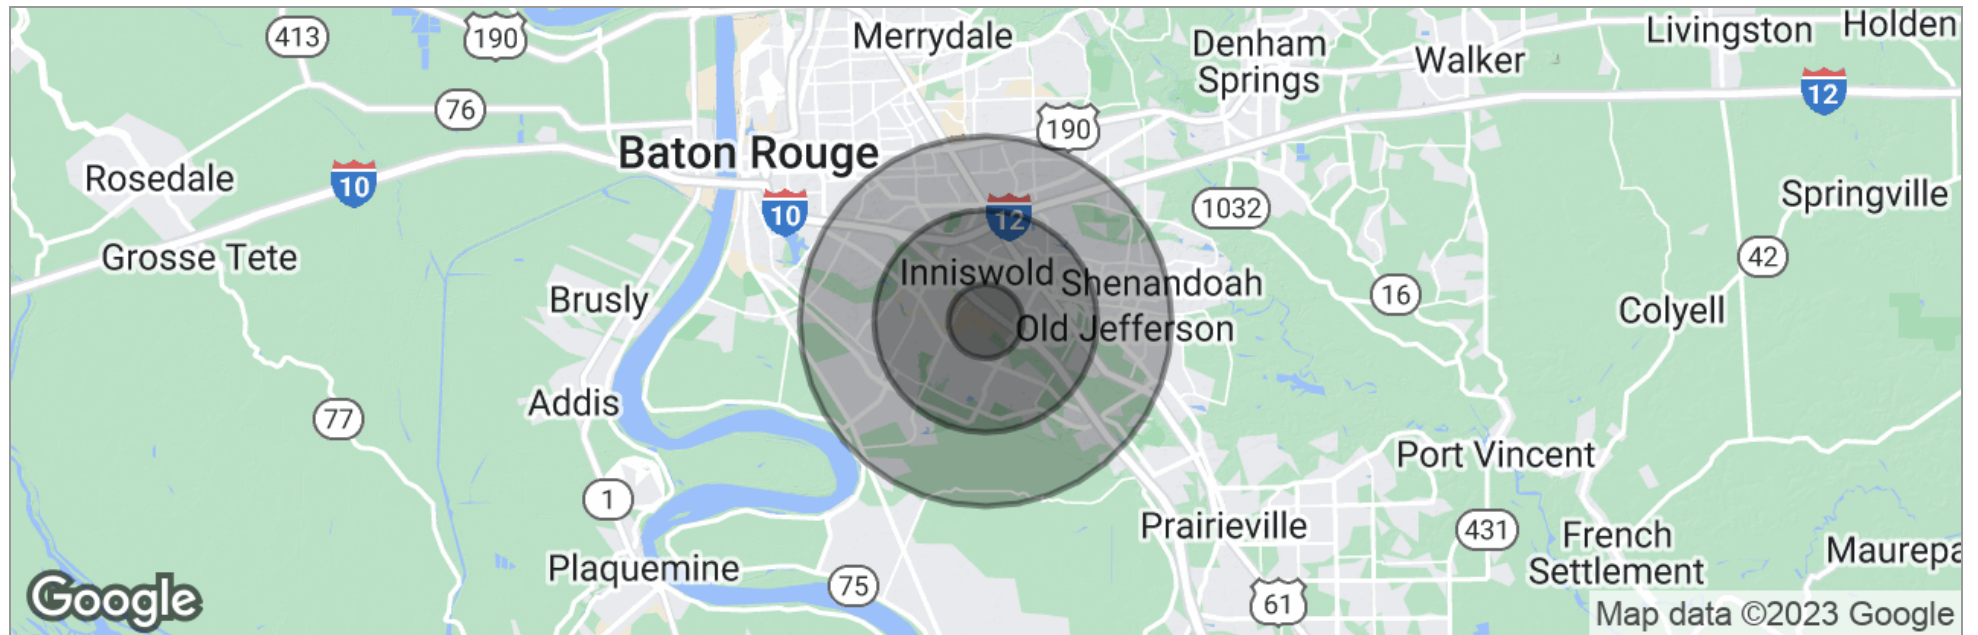 413
190
Merrydale
Denham
Springs
Walker
Livingston
Holden
12
76
190
Baton Rouge
Rosedale
10
10
12
1032
Springville
Grosse Tete
42
Inniswold
Shenandoah
Brusly
16
Colyell
Old Jefferson
Addis
77
Port Vincent
1
Prairieville
431
French
Settlement
Maurepa
Plaquemine
75
61
Google
Map data ©2023 Google